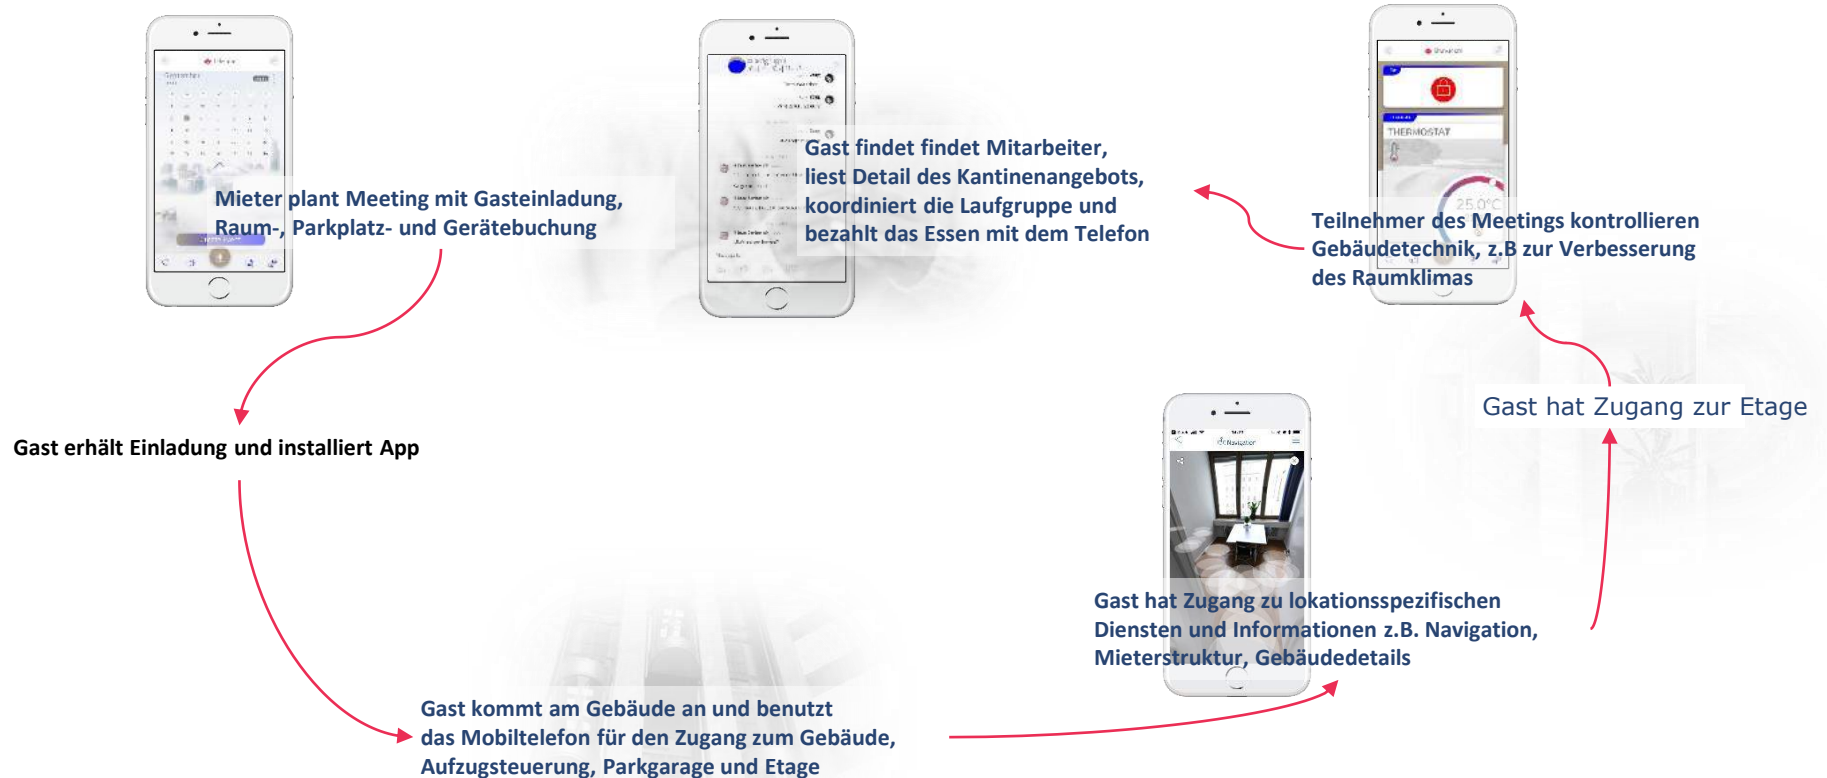 Mieter plant Meeting mit Gasteinladung,
Raum-, Parkplatz- und Gerätebuchung
Gast erhält Einladung und installiert App
Gast kommt am Gebäude an und benutzt
das Mobiltelefon für den Zugang zum Gebäude,
Aufzugsteuerung, Parkgarage und Etage
Navigation
Gast hat Zugang zu lokationsspezifischen
Diensten und Informationen z.B. Navigation,
Mieterstruktur, Gebäudedetails
Gast hat Zugang zur Etage
THERMOSTAT
25.0°C
Teilnehmer des Meetings kontrollieren
Gebäudetechnik, z.B zur Verbesserung
des Raumklimas
Gast findet findet Mitarbeiter,
liest Detail des Kantinenangebots,
koordiniert die Laufgruppe und
bezahlt das Essen mit dem Telefon